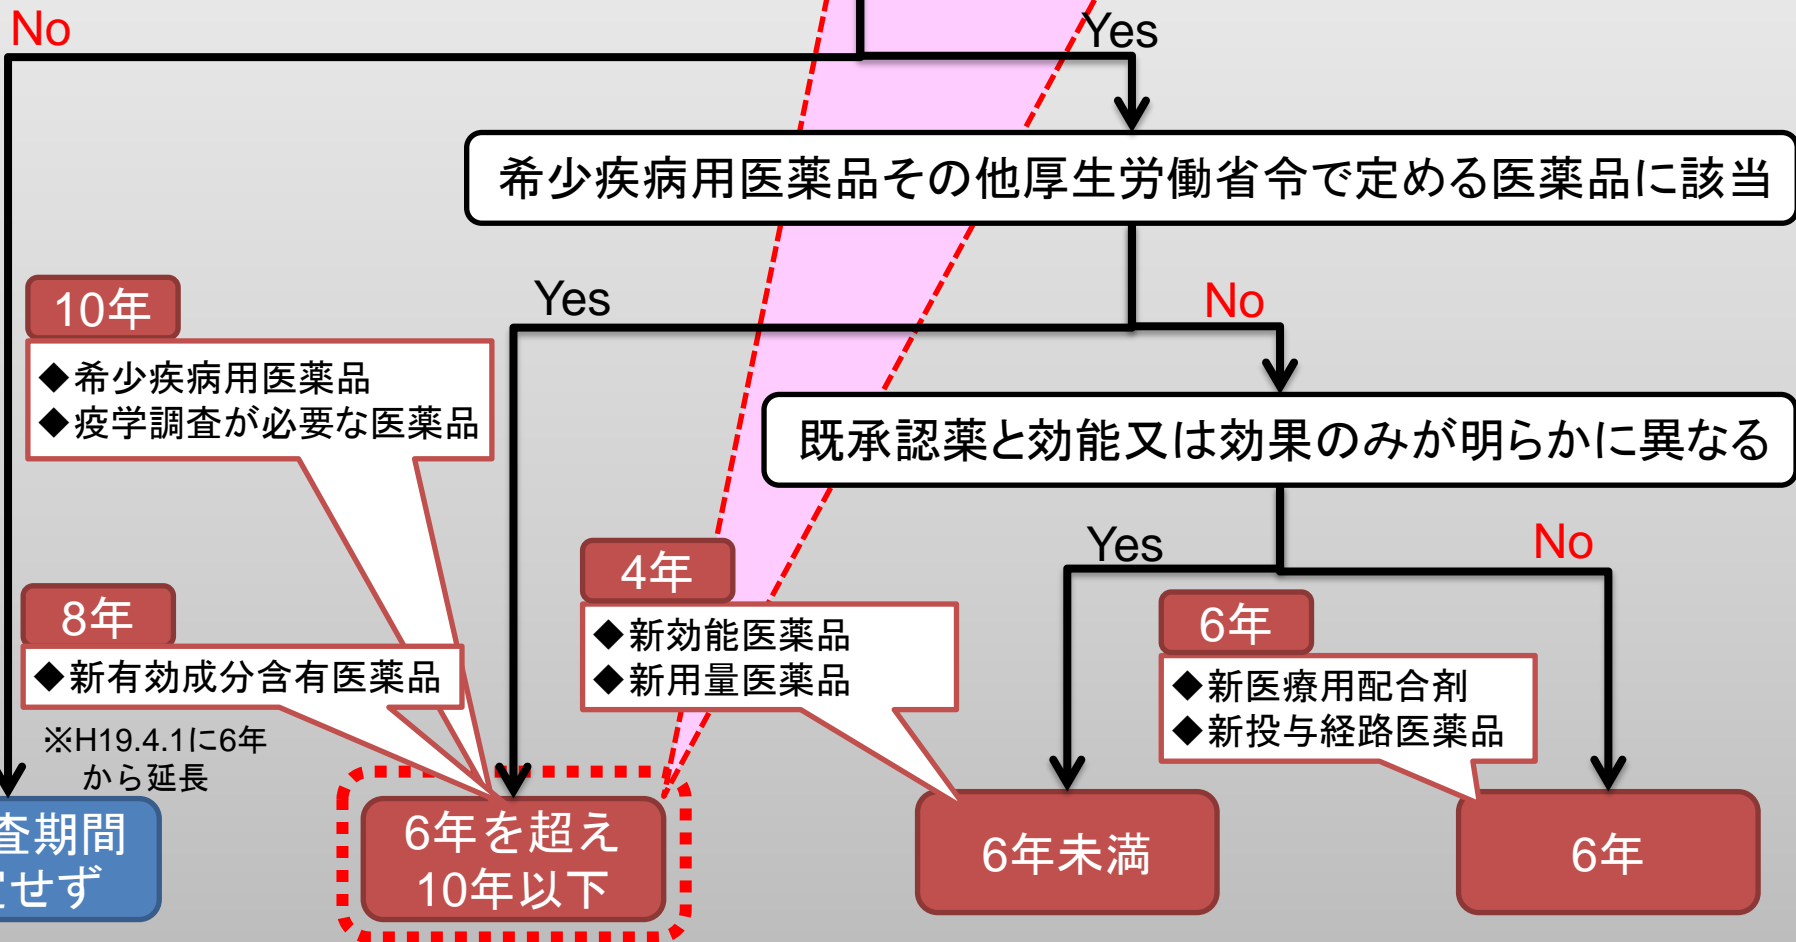 No
Yes
希少疾病用医薬品その他厚生労働省令で定める医薬品に該当
Yes
No
10年
◆希少疾病用医薬品
◆疫学調査が必要な医薬品
既承認薬と効能又は効果のみが明らかに異なる
Yes
No
4年
◆新効能医薬品
◆新用量医薬品
8年
◆新有効成分含有医薬品
※H19.4.1に6年
から延長
6年
◆新医療用配合剤
◆新投与経路医薬品
査期間
せず
6年を超え
10年以下
6年未満
6年